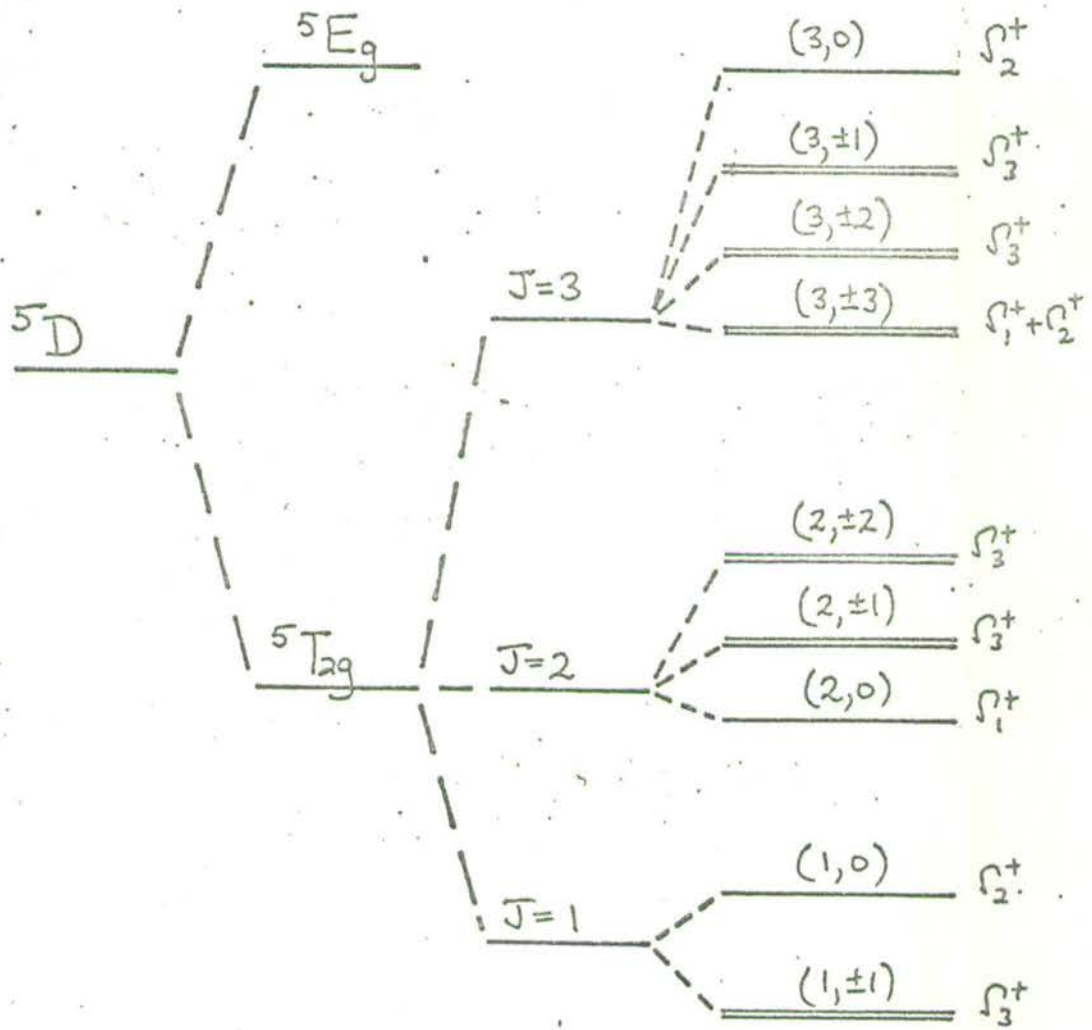 ⁵E_g
(3,0) Γ₂⁺
(3,±1) Γ₃⁺
(3,±2) Γ₃⁺
J=3
(3,±3) Γ₁⁺+Γ₂⁺
⁵D
(2,±2) Γ₃⁺
(2,±1) Γ₃⁺
⁵T₂g
J=2
(2,0) Γ₁⁺
(1,0) Γ₂⁺
J=1
(1,±1) Γ₃⁺